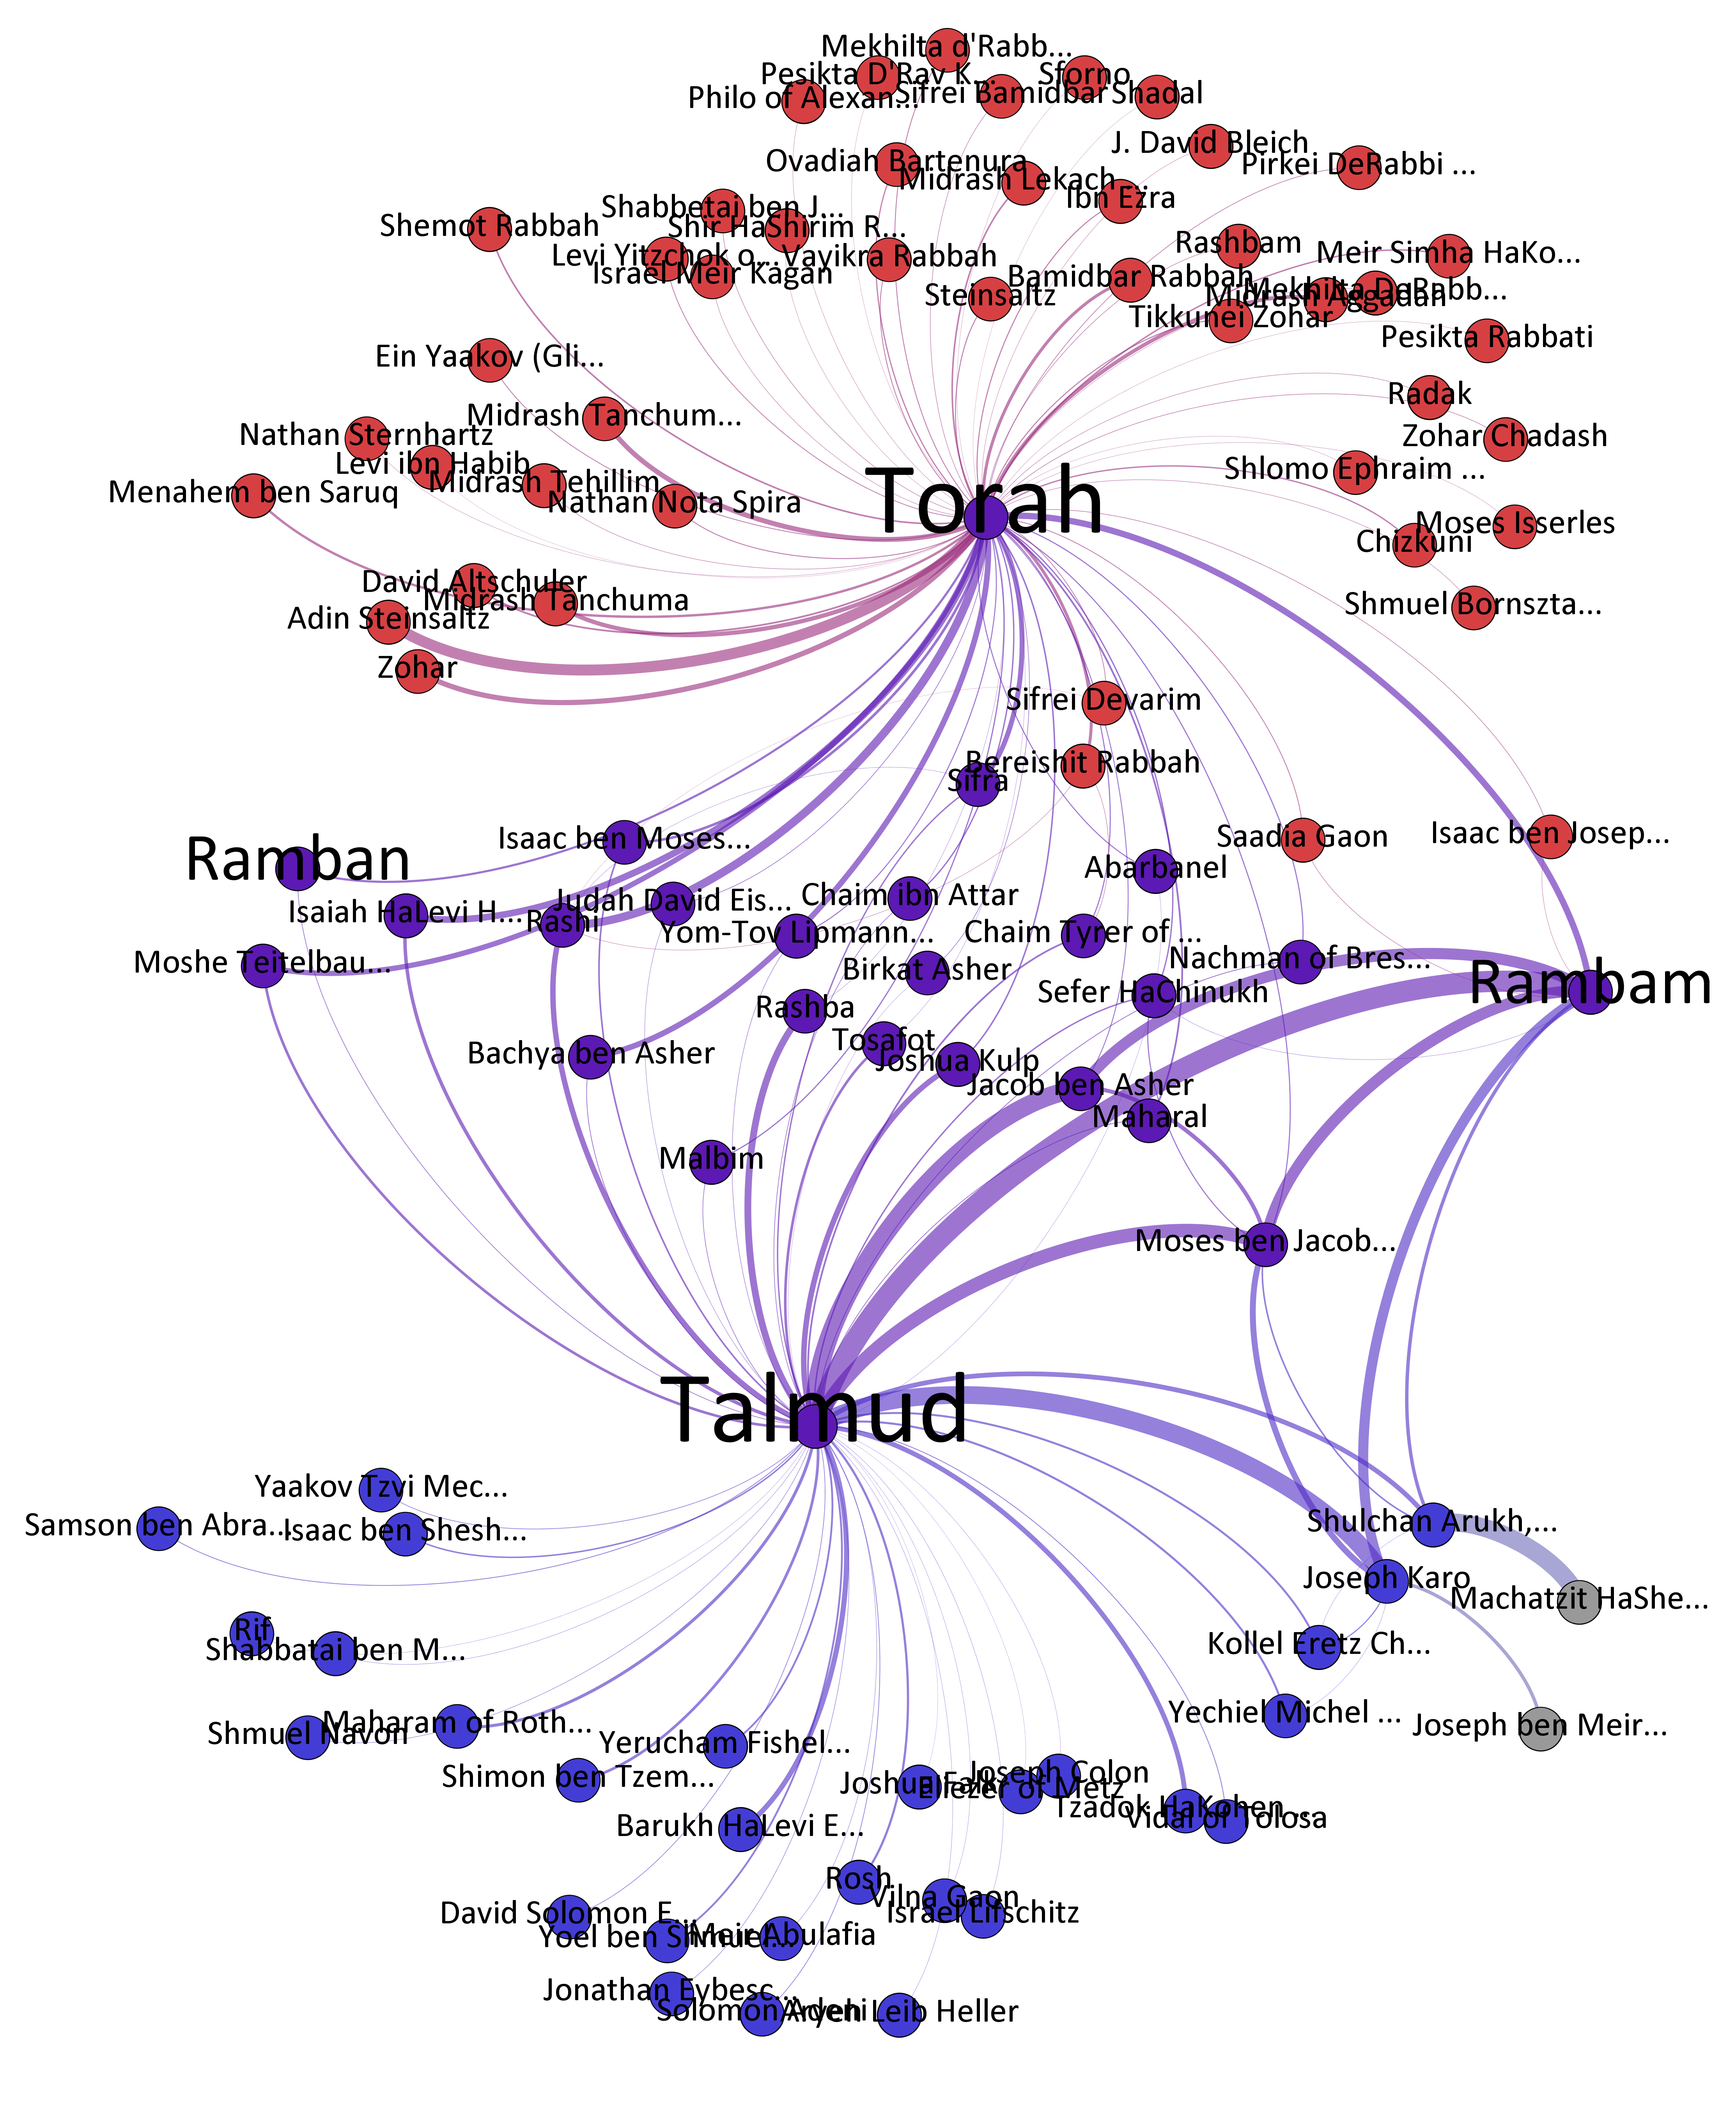 Mekhilta d'Rabb...
Pesikta D'Rav K...
Sforno
Philo of Alexan...
Sifrei Bamidbar
Shadal
J. David Bleich
Ovadiah Bartenura
Pirkei DeRabbi ...
Midrash Lekach ...
Ibn Ezra
Shabbetai ben J...
Shemot Rabbah
Shir HaShirim R...
Rashbam
Meir Simha HaKo...
Levi Yitzchok o...
Vayikra Rabbah
Israel Meir Kagan
Bamidbar Rabbah
Steinsaltz
Mekhilta DeRabb...
Midrash Aggadah
Tikkunei Zohar
Pesikta Rabbati
Ein Yaakov (Gli...
Radak
Midrash Tanchum...
Nathan Sternhartz
Zohar Chadash
Levi ibn Habib
Shlomo Ephraim ...
Midrash Tehillim
Menahem ben Saruq
Nathan Nota Spira
Torah
Moses Isserles
Chizkuni
David Altschuler
Midrash Tanchuma
Shmuel Bornszta...
Adin Steinsaltz
Zohar
Sifrei Devarim
Bereishit Rabbah
Sifra
Isaac ben Moses...
Saadia Gaon
Isaac ben Josep...
Ramban
Abarbanel
Judah David Eis...
Chaim ibn Attar
Isaiah HaLevi H...
Rashi
Yom-Tov Lipmann...
Chaim Tyrer of ...
Moshe Teitelbau...
Nachman of Bres...
Birkat Asher
Rambam
Sefer HaChinukh
Rashba
Tosafot
Bachya ben Asher
Joshua Kulp
Jacob ben Asher
Maharal
Malbim
Moses ben Jacob...
Talmud
Yaakov Tzvi Mec...
Samson ben Abra...
Isaac ben Shesh...
Shulchan Arukh,...
Joseph Karo
Machatzit HaShe...
Rif
Shabbatai ben M...
Kollel Eretz Ch...
Yechiel Michel ...
Maharam of Roth...
Shmuel Navon
Joseph ben Meir...
Yerucham Fishel...
Shimon ben Tzem...
Joseph Colon
Joshua Falk
Eliezer of Metz
Tzadok HaKohen ...
Vidal of Tolosa
Barukh HaLevi E...
Rosh
Vilna Gaon
David Solomon E...
Israel Lifschitz
Yoel ben Shmuel...
Meir Abulafia
Jonathan Eybesc...
Solomon Adeni
Aryeh Leib Heller